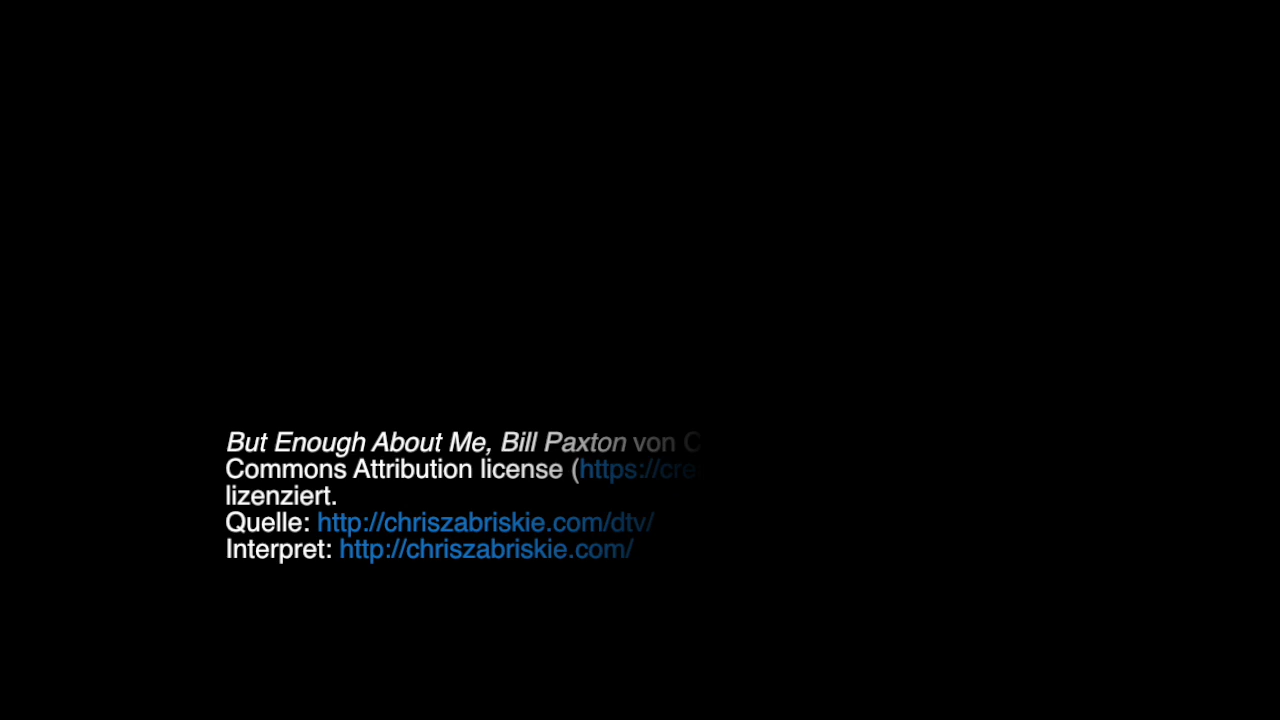 But Enough About Me, Bill Paxton von C
Commons Attribution license (https://cre
lizenziert.
Quelle: http://chriszabriskie.com/dtv/
Interpret: http://chriszabriskie.com/